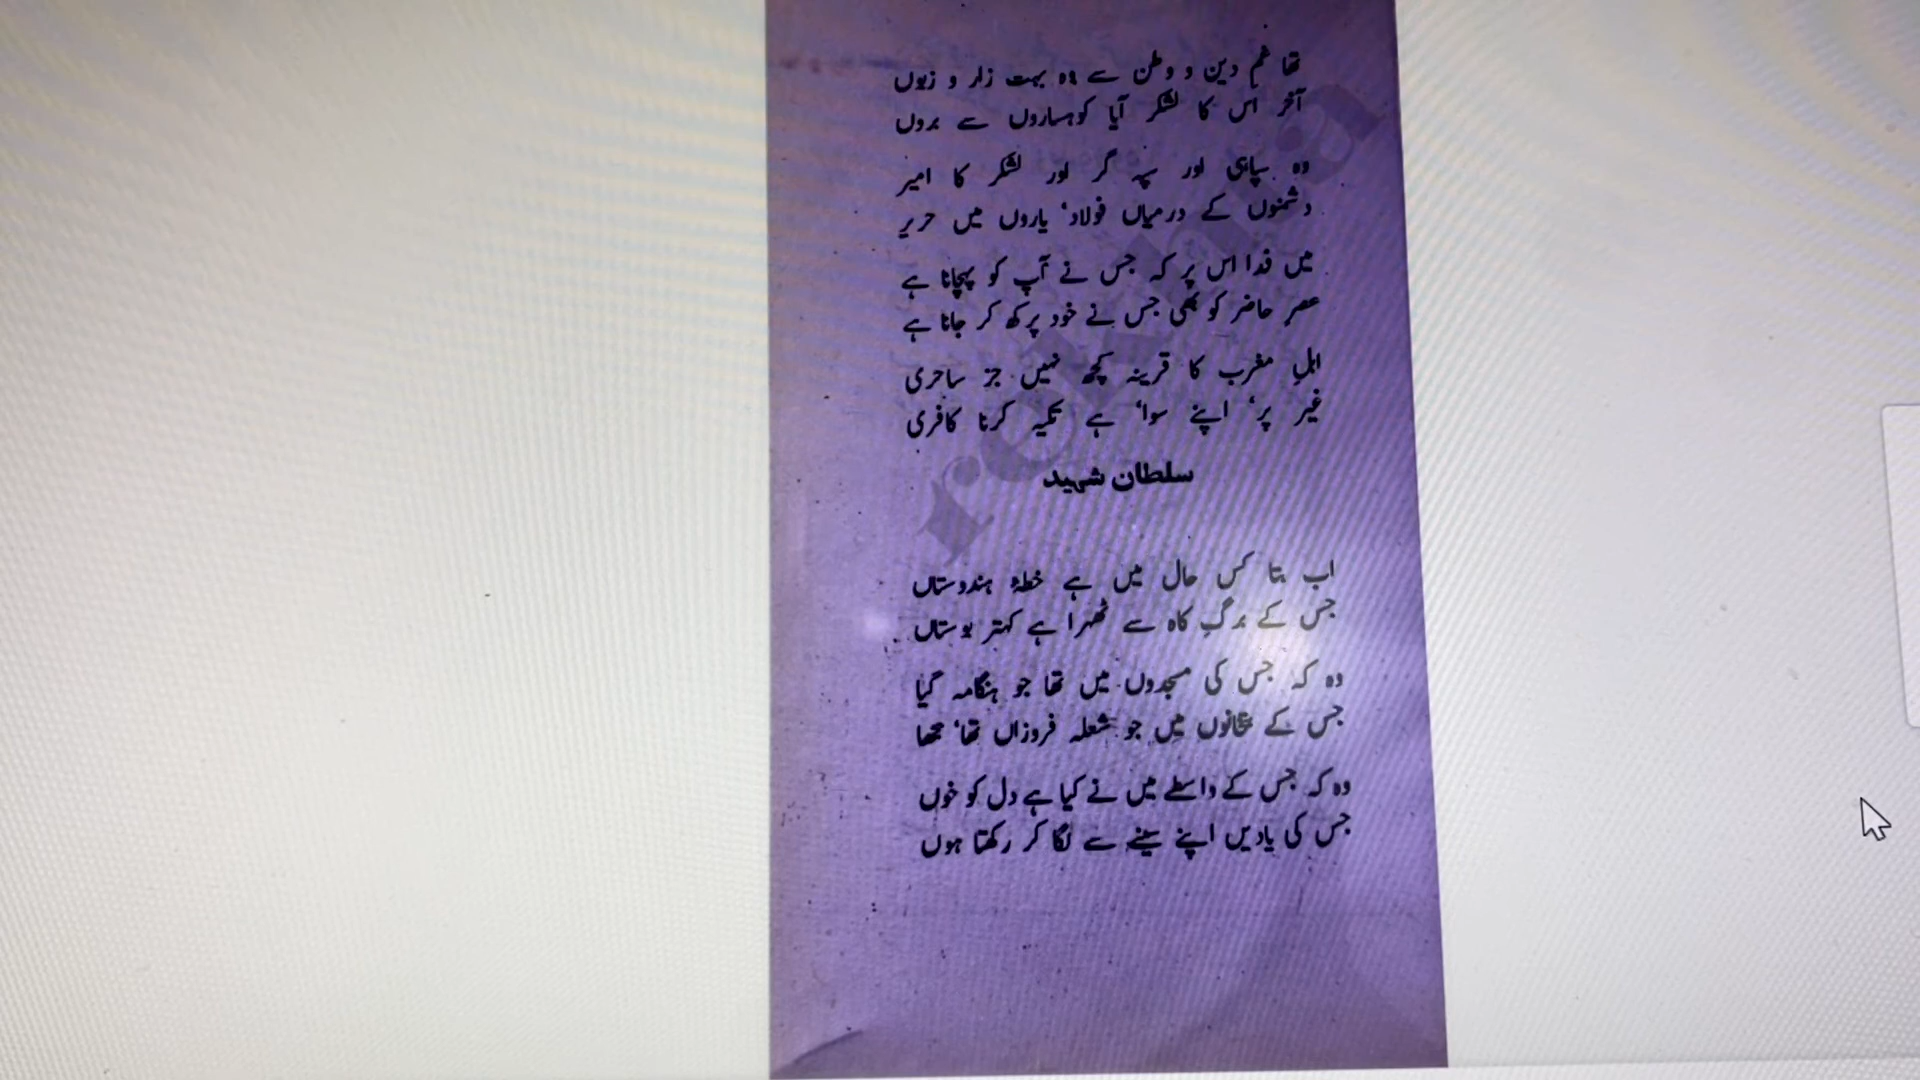 تھا غم دین و وطن سے وہ بہت زار و زبوں
آخر اس کا لشکر آیا کوہساروں سے بروں
وہ سپاہی اور سپہ گر اور لشکر کا امیر
دشمنوں کے درمیاں فولاد، یاروں میں حریر
میں فدا اس پر کہ جس نے آپ کو پہچانا ہے
عصرِ حاضر کو بھی جس نے خود پرکھ کر جانا ہے
اہلِ مغرب کا قرینہ کچھ نہیں جز ساحری
غیر پر، اپنے سوا، ہے تکیہ کرنا کافری
سلطان شہید
اب بتا کس حال میں ہے خطۂ ہندوستاں
جس کے برگِ کاہ سے ٹھہرا ہے کہتر بوستاں
وہ کہ جس کی مسجدوں میں تھا جو ہنگامہ گیا
جس کے میں جو شعلہ فروزاں تھا، بجھا
وہ کہ جس کے واسطے میں نے کیا ہے دل کو خوں
جس کی یادیں اپنے سینے سے لگا کر رکھتا ہوں
rekhta